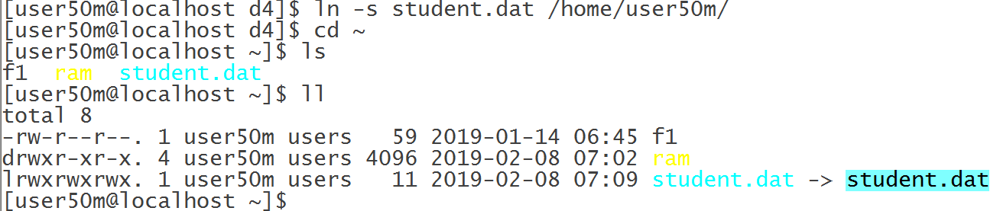 [user50m@localhost d4]$ ln -s student.dat /home/user50m/
[user50m@localhost d4]$ cd ~
[user50m@localhost ~]$ ls
f1  ram  student.dat
[user50m@localhost ~]$ ll
total 8
-rw-r--r--. 1 user50m users   59 2019-01-14 06:45 f1
drwxr-xr-x. 4 user50m users 4096 2019-02-08 07:02 ram
lrwxrwxrwx. 1 user50m users   11 2019-02-08 07:09 student.dat -> student.dat
[user50m@localhost ~]$